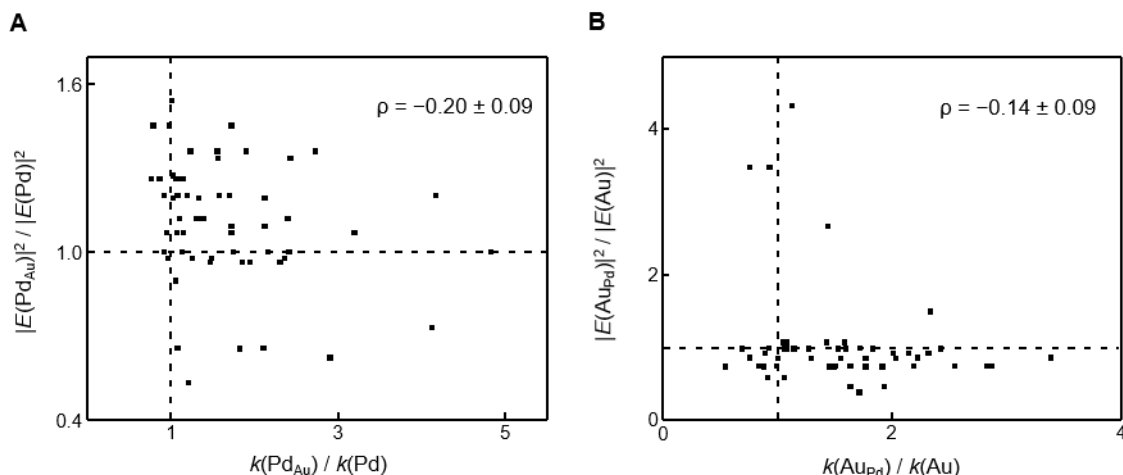 A
1.6
1.0
0.4
ρ = −0.20 ± 0.09
|E(PdAu)|² / |E(Pd)|²
1 3 5
k(PdAu) / k(Pd)
B
4
2
0
ρ = −0.14 ± 0.09
|E(AuPd)|² / |E(Au)|²
0 2 4
k(AuPd) / k(Au)